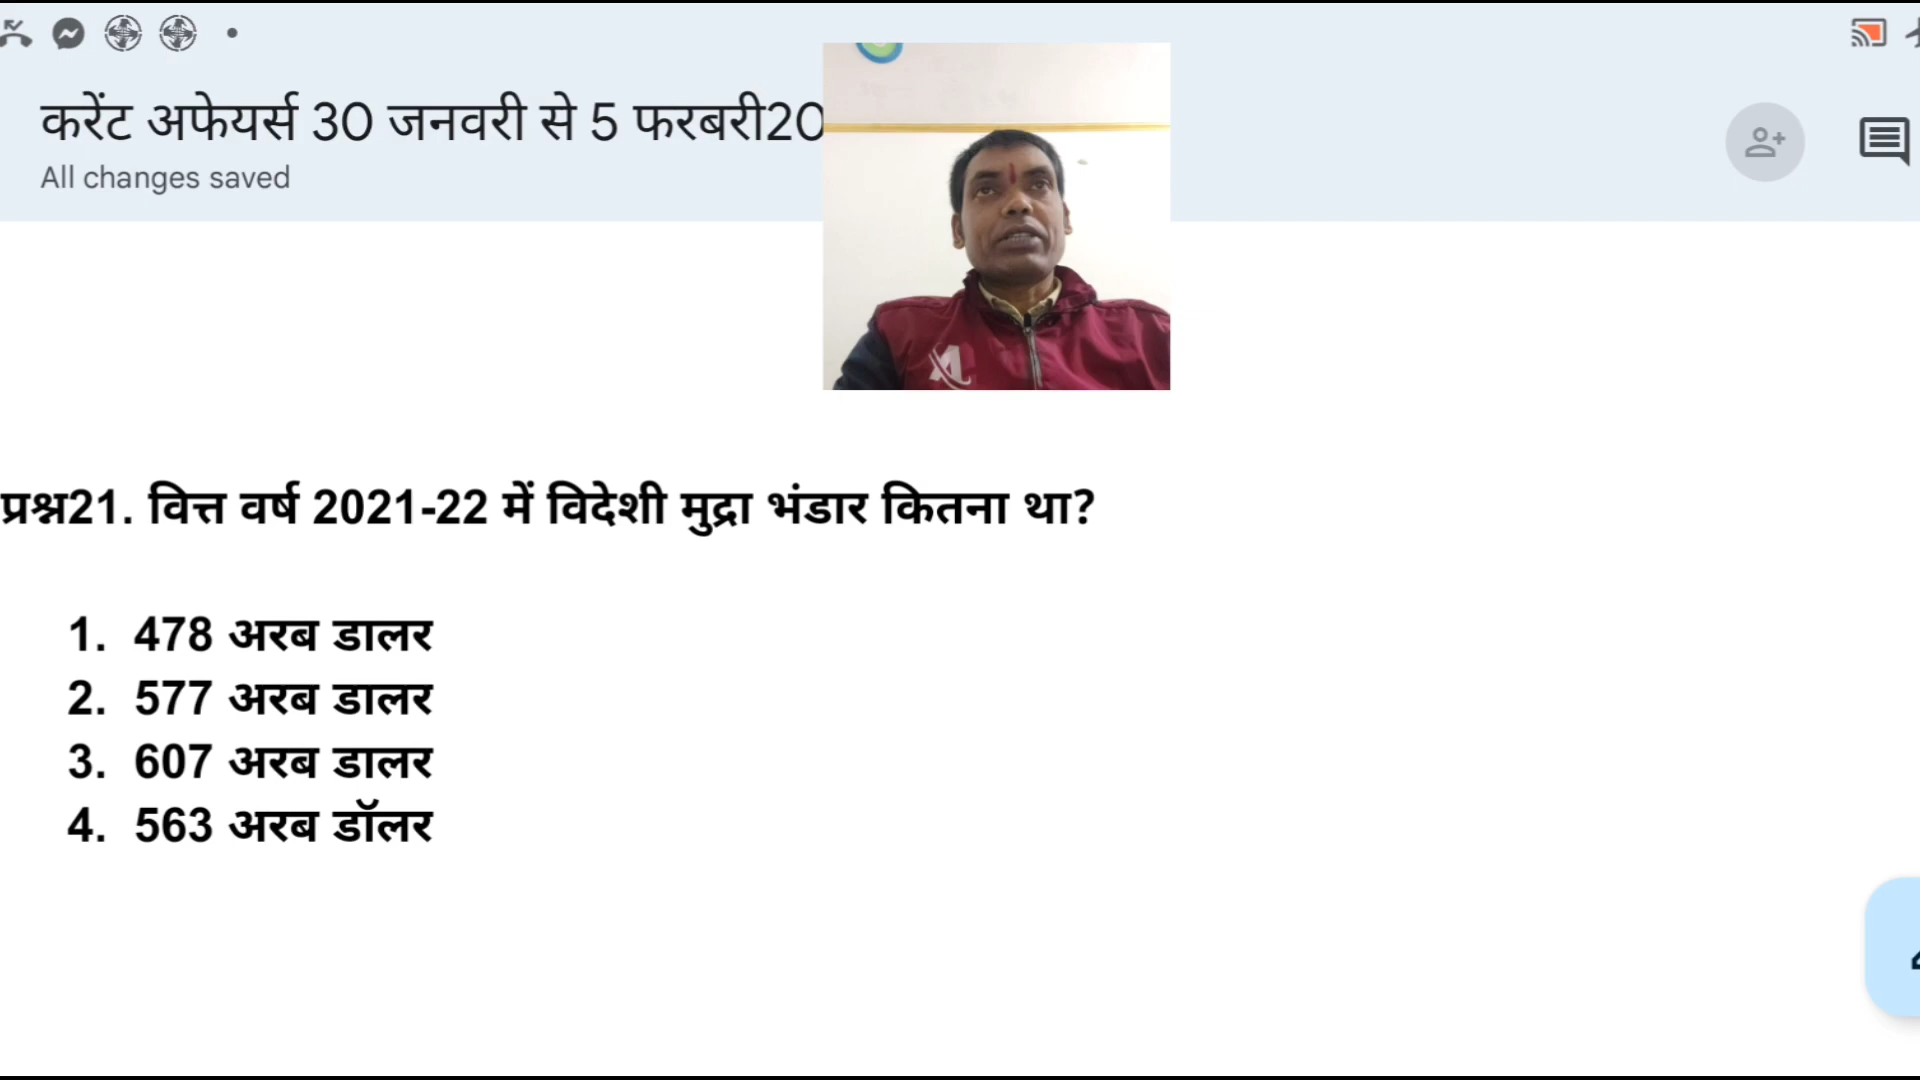 करेंट अफेयर्स 30 जनवरी से 5 फरबरी20
All changes saved
प्रश्न21. वित्त वर्ष 2021-22 में विदेशी मुद्रा भंडार कितना था?
1. 478 अरब डालर
2. 577 अरब डालर
3. 607 अरब डालर
4. 563 अरब डॉलर